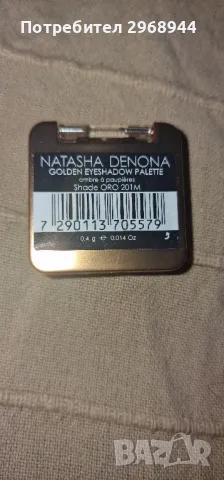 Потребител 2968944
NATASHA DENONA
GOLDEN EYESHADOW PALETTE
ombre à paupières
Shade ORO 201M
7 290113 705579
0.4 g ℮ 0.014 Oz
BAZAR